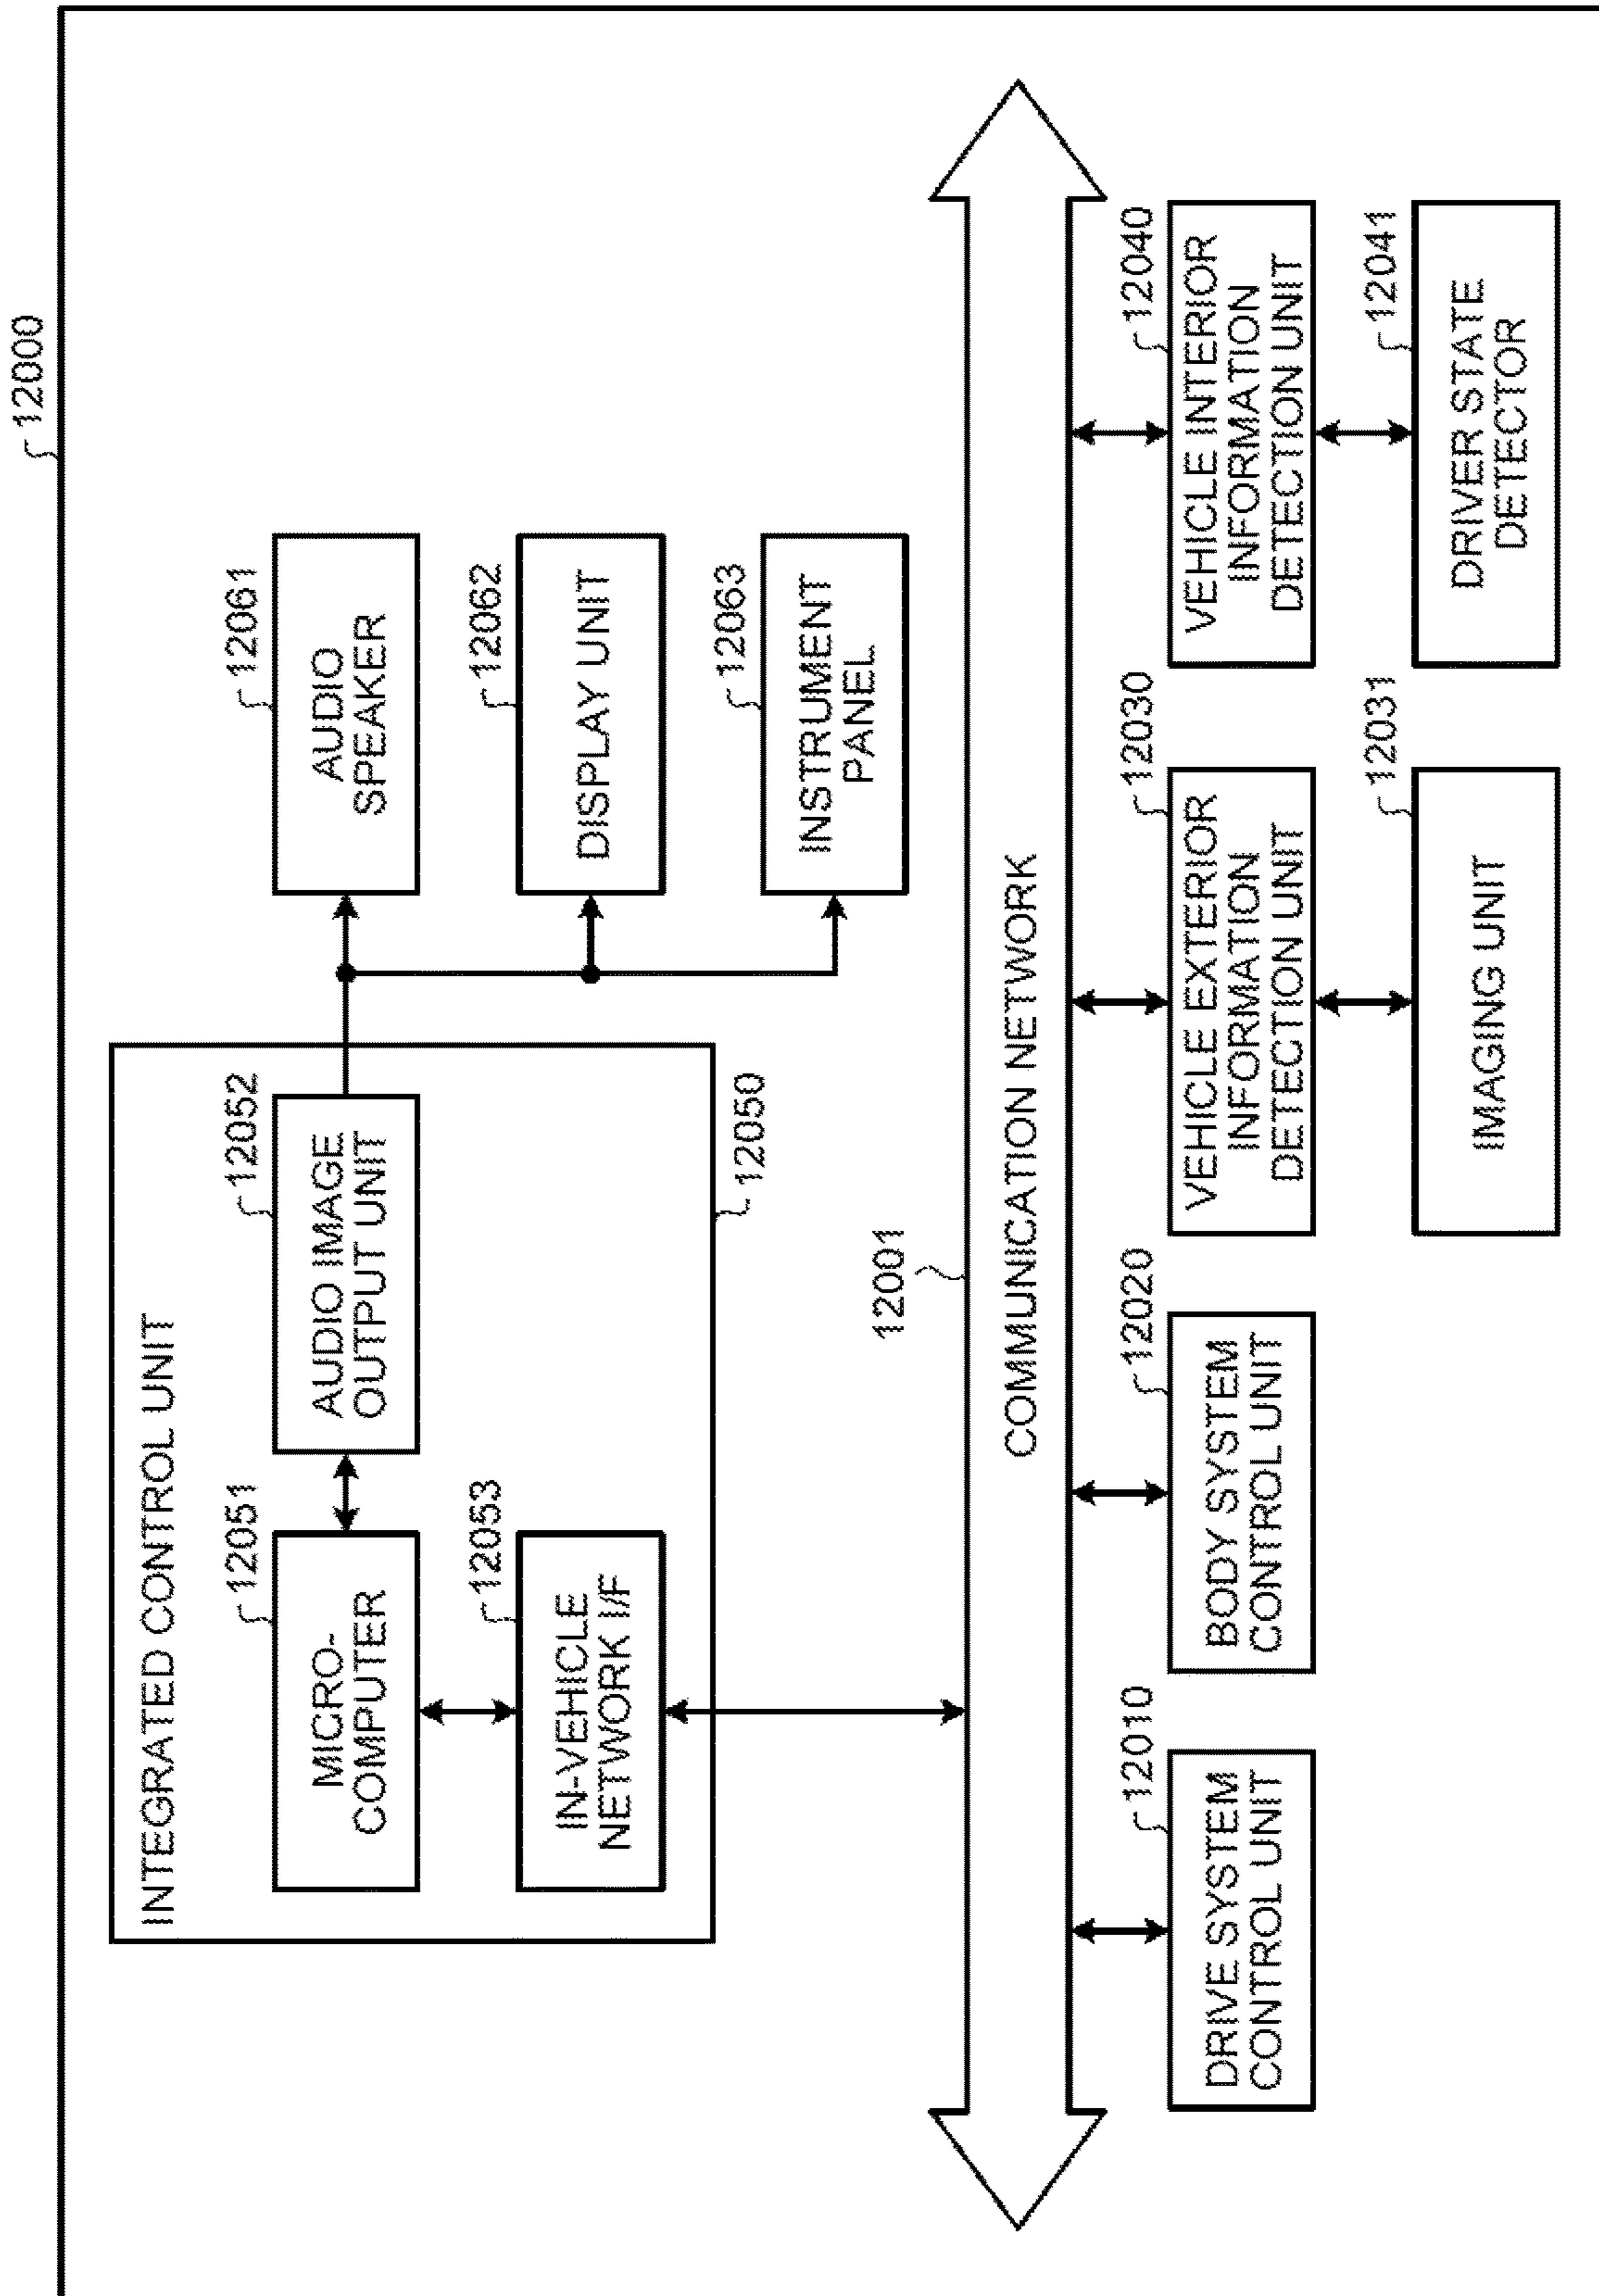 12000
INTEGRATED CONTROL UNIT
12051
MICRO-
COMPUTER
12052
AUDIO IMAGE
OUTPUT UNIT
12061
AUDIO
SPEAKER
12053
IN-VEHICLE
NETWORK I/F
12062
DISPLAY UNIT
12063
INSTRUMENT
PANEL
12050
12001
COMMUNICATION NETWORK
12010
DRIVE SYSTEM
CONTROL UNIT
12020
BODY SYSTEM
CONTROL UNIT
12030
VEHICLE EXTERIOR
INFORMATION
DETECTION UNIT
12040
VEHICLE INTERIOR
INFORMATION
DETECTION UNIT
12031
IMAGING UNIT
12041
DRIVER STATE
DETECTOR